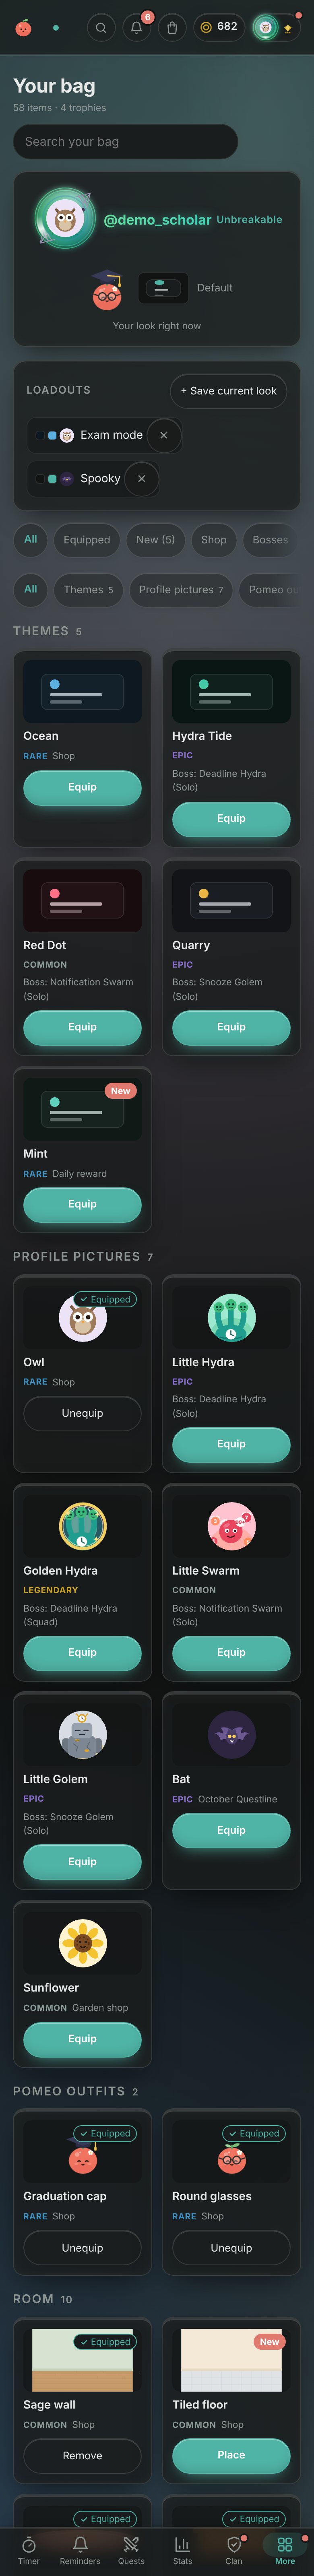 6
682
Your bag
58 items · 4 trophies
Search your bag
@demo_scholar Unbreakable
Default
Your look right now
LOADOUTS
+ Save current look
Exam mode ×
Spooky ×
All Equipped New (5) Shop Bosses
All Themes 5 Profile pictures 7 Pomeo
THEMES 5
Ocean
RARE Shop
Equip
Hydra Tide
EPIC
Boss: Deadline Hydra
(Solo)
Equip
Red Dot
COMMON
Boss: Notification Swarm
(Solo)
Equip
Quarry
EPIC
Boss: Snooze Golem
(Solo)
Equip
New
Mint
RARE Daily reward
Equip
PROFILE PICTURES 7
✓ Equipped
Owl
RARE Shop
Unequip
Little Hydra
EPIC
Boss: Deadline Hydra
(Solo)
Equip
Golden Hydra
LEGENDARY
Boss: Deadline Hydra
(Squad)
Equip
Little Swarm
COMMON
Boss: Notification Swarm
(Solo)
Equip
Little Golem
EPIC
Boss: Snooze Golem
(Solo)
Equip
Bat
EPIC October Questline
Equip
Sunflower
COMMON Garden shop
Equip
POMEO OUTFITS 2
✓ Equipped
Graduation cap
RARE Shop
Unequip
✓ Equipped
Round glasses
RARE Shop
Unequip
ROOM 10
✓ Equipped
Sage wall
COMMON Shop
Remove
New
Tiled floor
COMMON Shop
Place
✓ Equipped
✓ Equipped
Timer Reminders Quests Stats Clan More